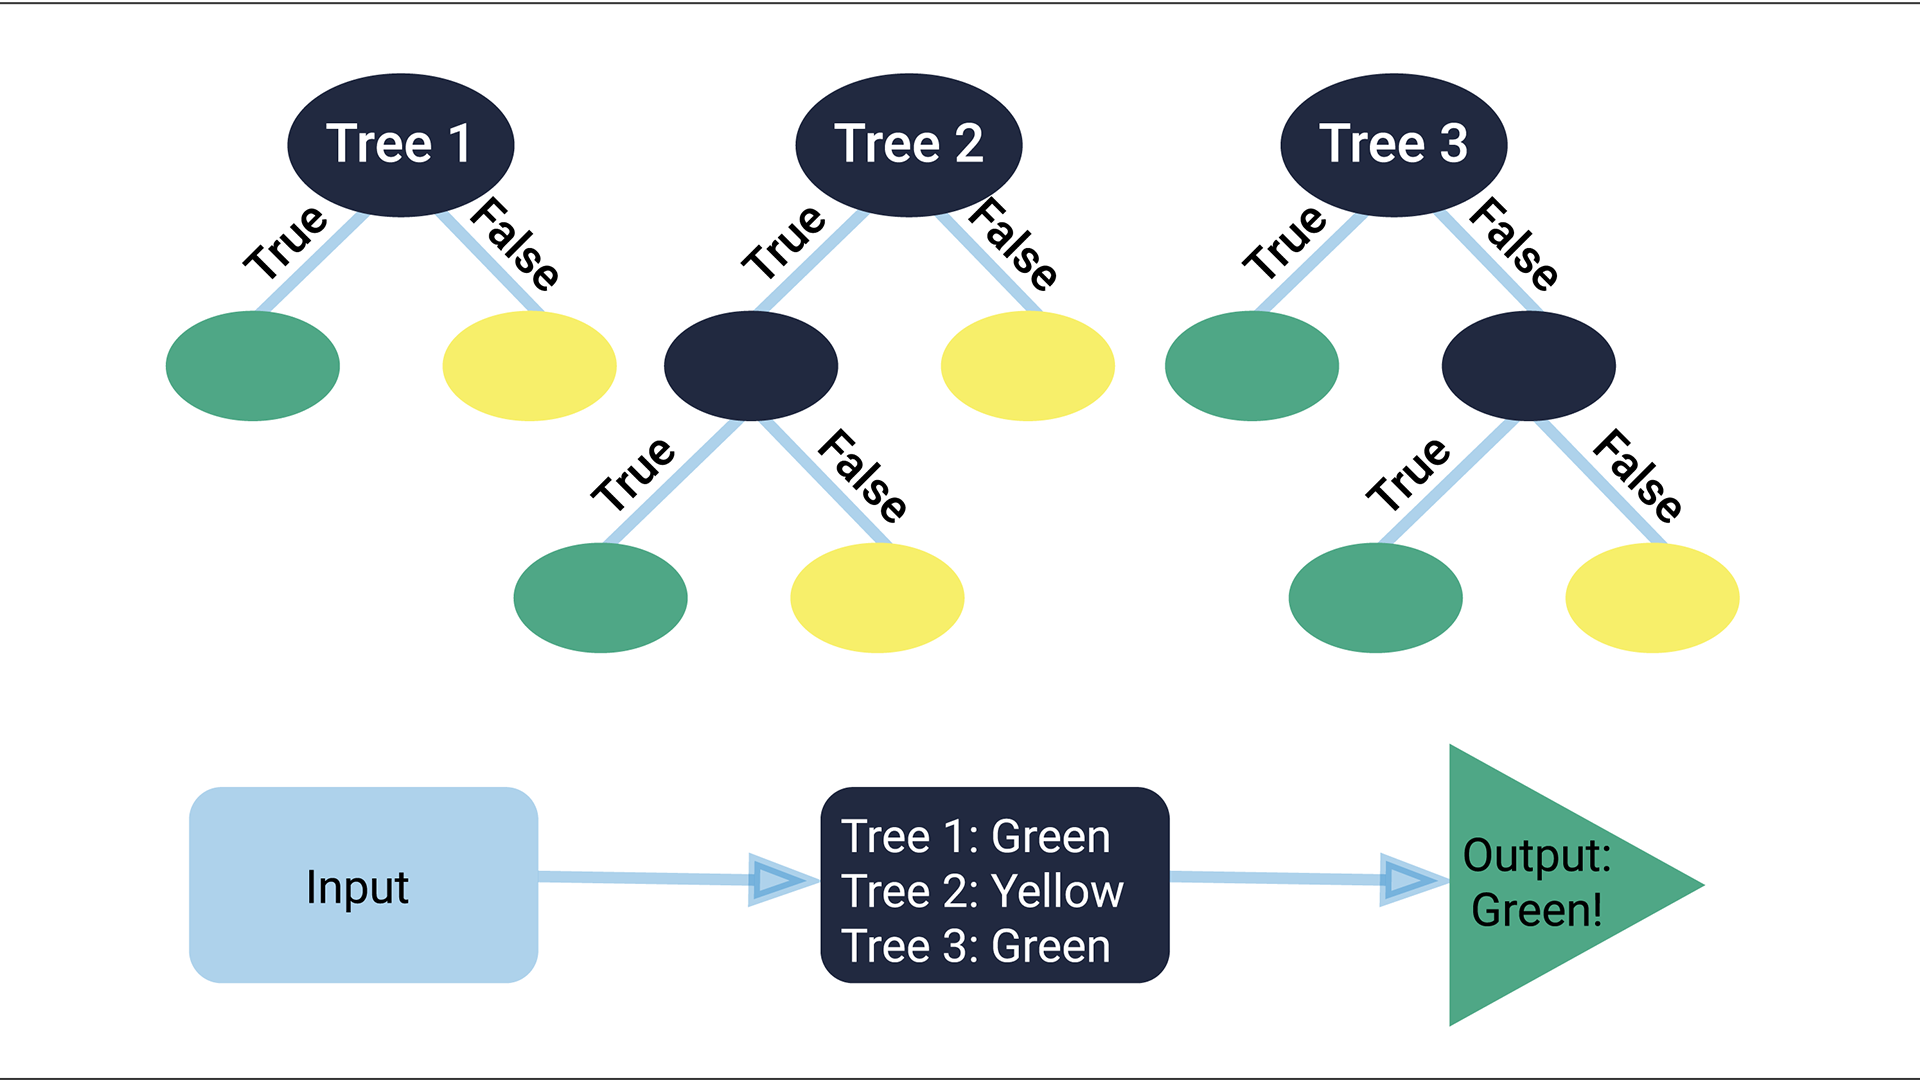 Tree 1
Tree 2
Tree 3
True
False
True
False
True
False
True
False
True
False
Input
Tree 1: Green
Tree 2: Yellow
Tree 3: Green
Output:
Green!